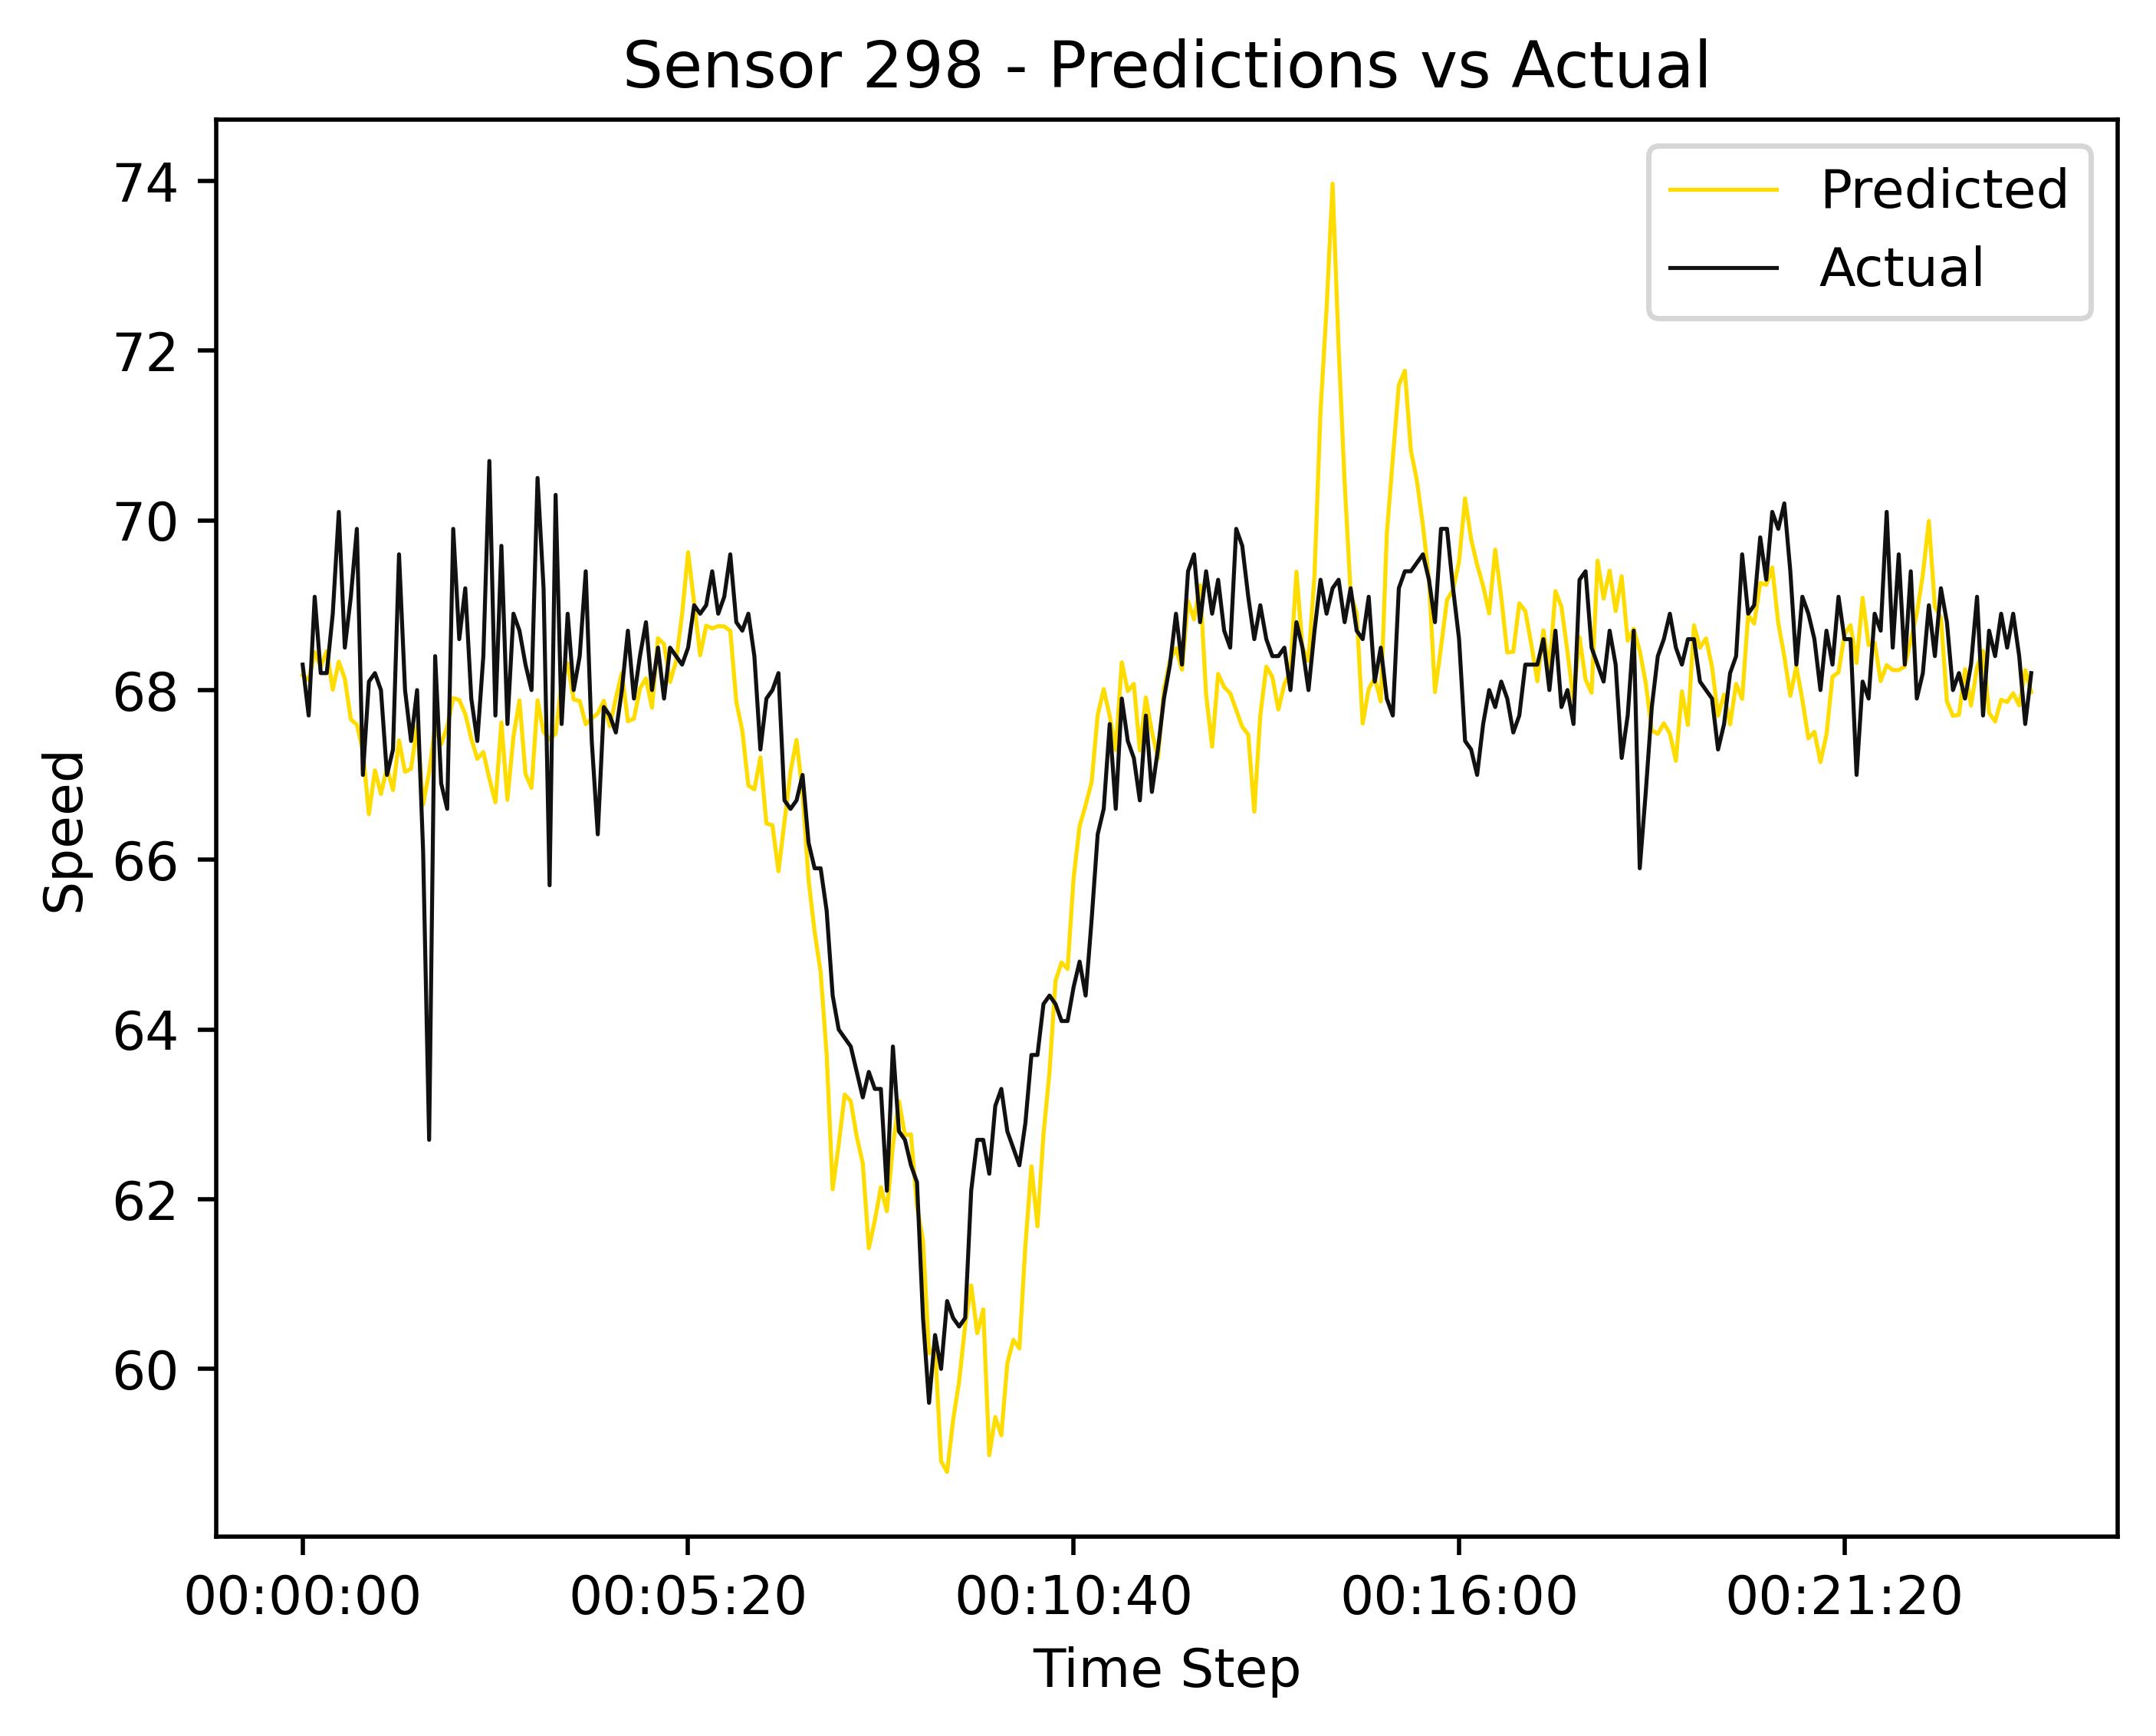 Sensor 298 - Predictions vs Actual
Predicted
Actual
74
72
70
68
66
64
62
60
Speed
00:00:00 00:05:20 00:10:40 00:16:00 00:21:20
Time Step